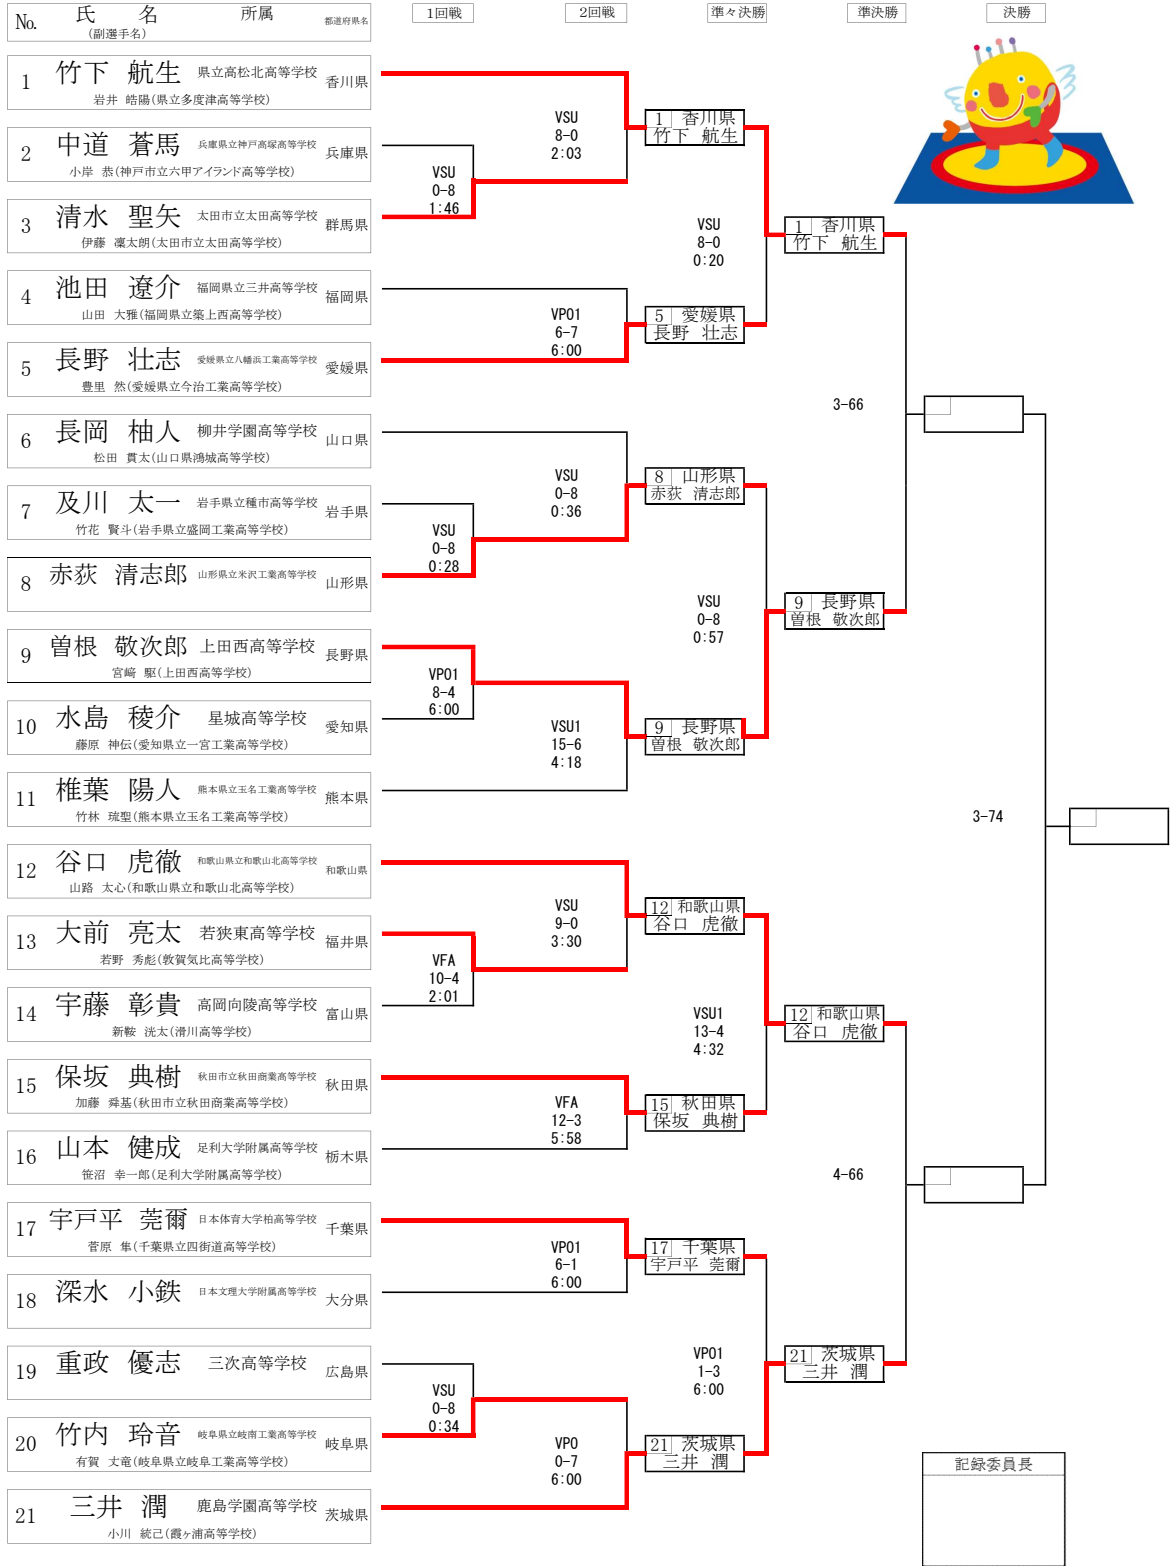 No. 氏 名 所属 都道府県名
(副選手名)
1回戦 2回戦 準々決勝 準決勝 決勝
1 竹下 航生 県立高松北高等学校 香川県
岩井 皓陽(県立多度津高等学校)
2 中道 蒼馬 兵庫県立神戸高塚高等学校 兵庫県
小岸 恭(神戸市立六甲アイランド高等学校)
3 清水 聖矢 太田市立太田高等学校 群馬県
伊藤 凜太朗(太田市立太田高等学校)
4 池田 遼介 福岡県立三井高等学校 福岡県
山田 大雅(福岡県立築上西高等学校)
5 長野 壮志 愛媛県立八幡浜工業高等学校 愛媛県
豊里 然(愛媛県立今治工業高等学校)
6 長岡 柚人 柳井学園高等学校 山口県
松田 貫太(山口県鴻城高等学校)
7 及川 太一 岩手県立種市高等学校 岩手県
竹花 賢斗(岩手県立盛岡工業高等学校)
8 赤荻 清志郎 山形県立米沢工業高等学校 山形県
9 曽根 敬次郎 上田西高等学校 長野県
宮﨑 駆(上田西高等学校)
10 水島 稜介 星城高等学校 愛知県
藤原 神伝(愛知県立一宮工業高等学校)
11 椎葉 陽人 熊本県立玉名工業高等学校 熊本県
竹林 琉聖(熊本県立玉名工業高等学校)
12 谷口 虎徹 和歌山県立和歌山北高等学校 和歌山県
山路 太心(和歌山県立和歌山北高等学校)
13 大前 亮太 若狭東高等学校 福井県
若野 秀彪(敦賀気比高等学校)
14 宇藤 彰貴 高岡向陵高等学校 富山県
新鞍 洸太(滑川高等学校)
15 保坂 典樹 秋田市立秋田商業高等学校 秋田県
加藤 舜基(秋田市立秋田商業高等学校)
16 山本 健成 足利大学附属高等学校 栃木県
笹沼 幸一郎(足利大学附属高等学校)
17 宇戸平 莞爾 日本体育大学柏高等学校 千葉県
菅原 隼(千葉県立四街道高等学校)
18 深水 小鉄 日本文理大学附属高等学校 大分県
19 重政 優志 三次高等学校 広島県
20 竹内 玲音 岐阜県立岐南工業高等学校 岐阜県
有賀 丈竜(岐阜県立岐阜工業高等学校)
21 三井 潤 鹿島学園高等学校 茨城県
小川 統己(霞ヶ浦高等学校)
VSU
0-8
1:46
VSU
0-8
0:28
VPO1
8-4
6:00
VFA
10-4
2:01
VSU
0-8
0:34
VSU
8-0
2:03
VPO1
6-7
6:00
VSU
0-8
0:36
VSU1
15-6
4:18
VSU
9-0
3:30
VFA
12-3
5:58
VPO1
6-1
6:00
VPO
0-7
6:00
1 香川県
竹下 航生
5 愛媛県
長野 壮志
8 山形県
赤荻 清志郎
9 長野県
曽根 敬次郎
12 和歌山県
谷口 虎徹
15 秋田県
保坂 典樹
17 千葉県
宇戸平 莞爾
21 茨城県
三井 潤
VSU
8-0
0:20
VSU
0-8
0:57
VSU1
13-4
4:32
VPO1
1-3
6:00
1 香川県
竹下 航生
9 長野県
曽根 敬次郎
12 和歌山県
谷口 虎徹
21 茨城県
三井 潤
3-66
4-66
3-74
記録委員長